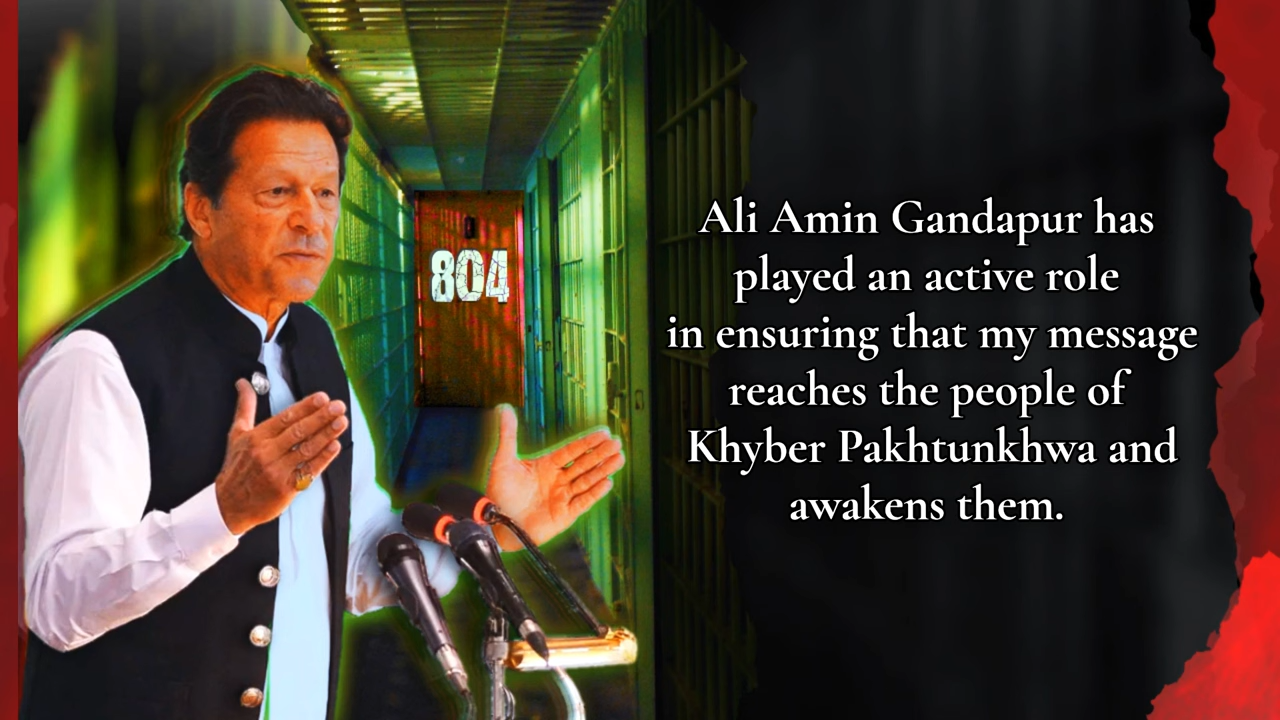 804
Ali Amin Gandapur has
played an active role
in ensuring that my message
reaches the people of
Khyber Pakhtunkhwa and
awakens them.